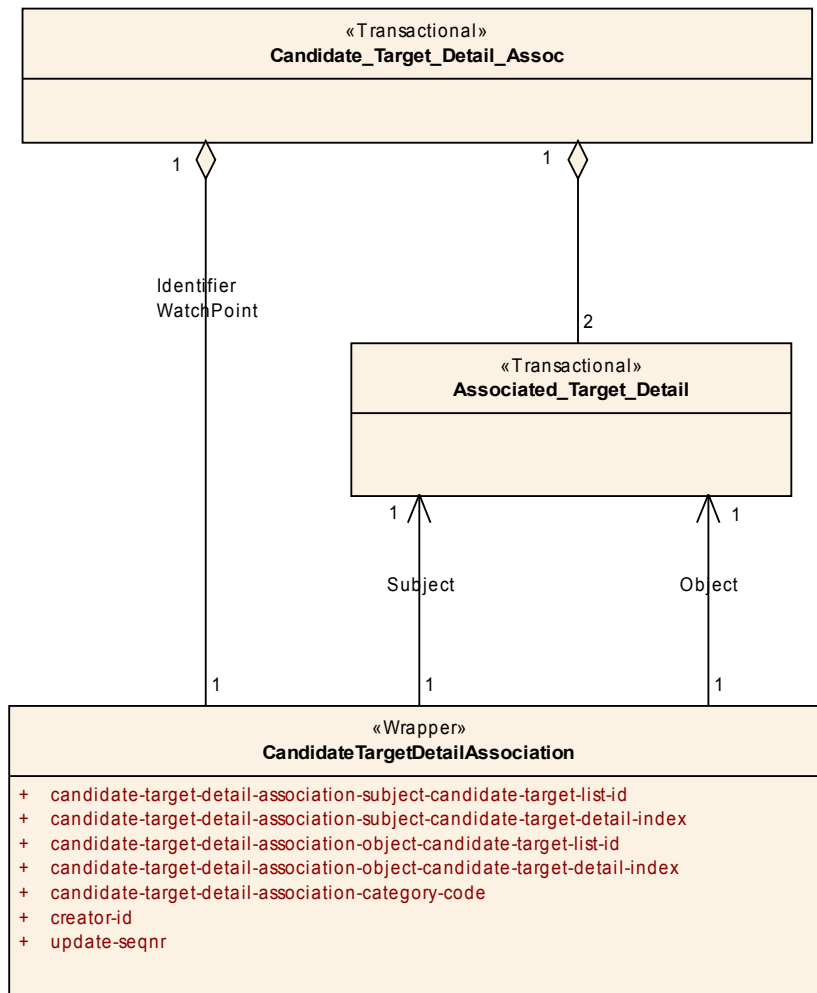 «Transactional»
Candidate_Target_Detail_Assoc
1
1
Identifier
WatchPoint
2
«Transactional»
Associated_Target_Detail
1
1
Subject
Object
1
1
1
«Wrapper»
CandidateTargetDetailAssociation
+ candidate-target-detail-association-subject-candidate-target-list-id
+ candidate-target-detail-association-subject-candidate-target-detail-index
+ candidate-target-detail-association-object-candidate-target-list-id
+ candidate-target-detail-association-object-candidate-target-detail-index
+ candidate-target-detail-association-category-code
+ creator-id
+ update-seqnr